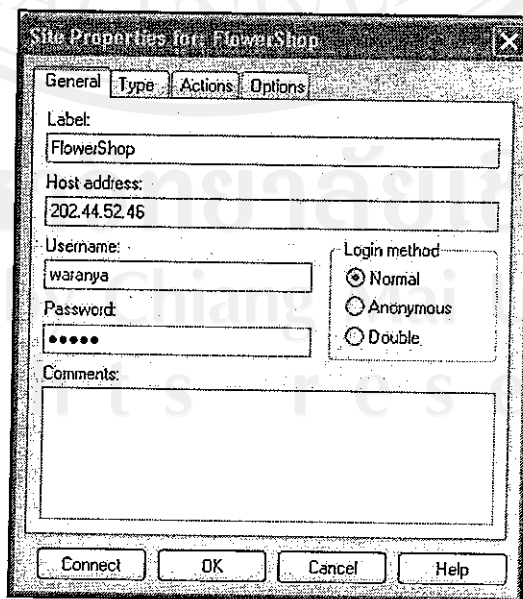 Site Properties for: FlowerShop
General Type Actions Options
Label:
FlowerShop
Host address:
202.44.52.46
Username:
waranya
Password:
•••••
Login method
Normal
Anonymous
Double
Comments:
Connect OK Cancel Help